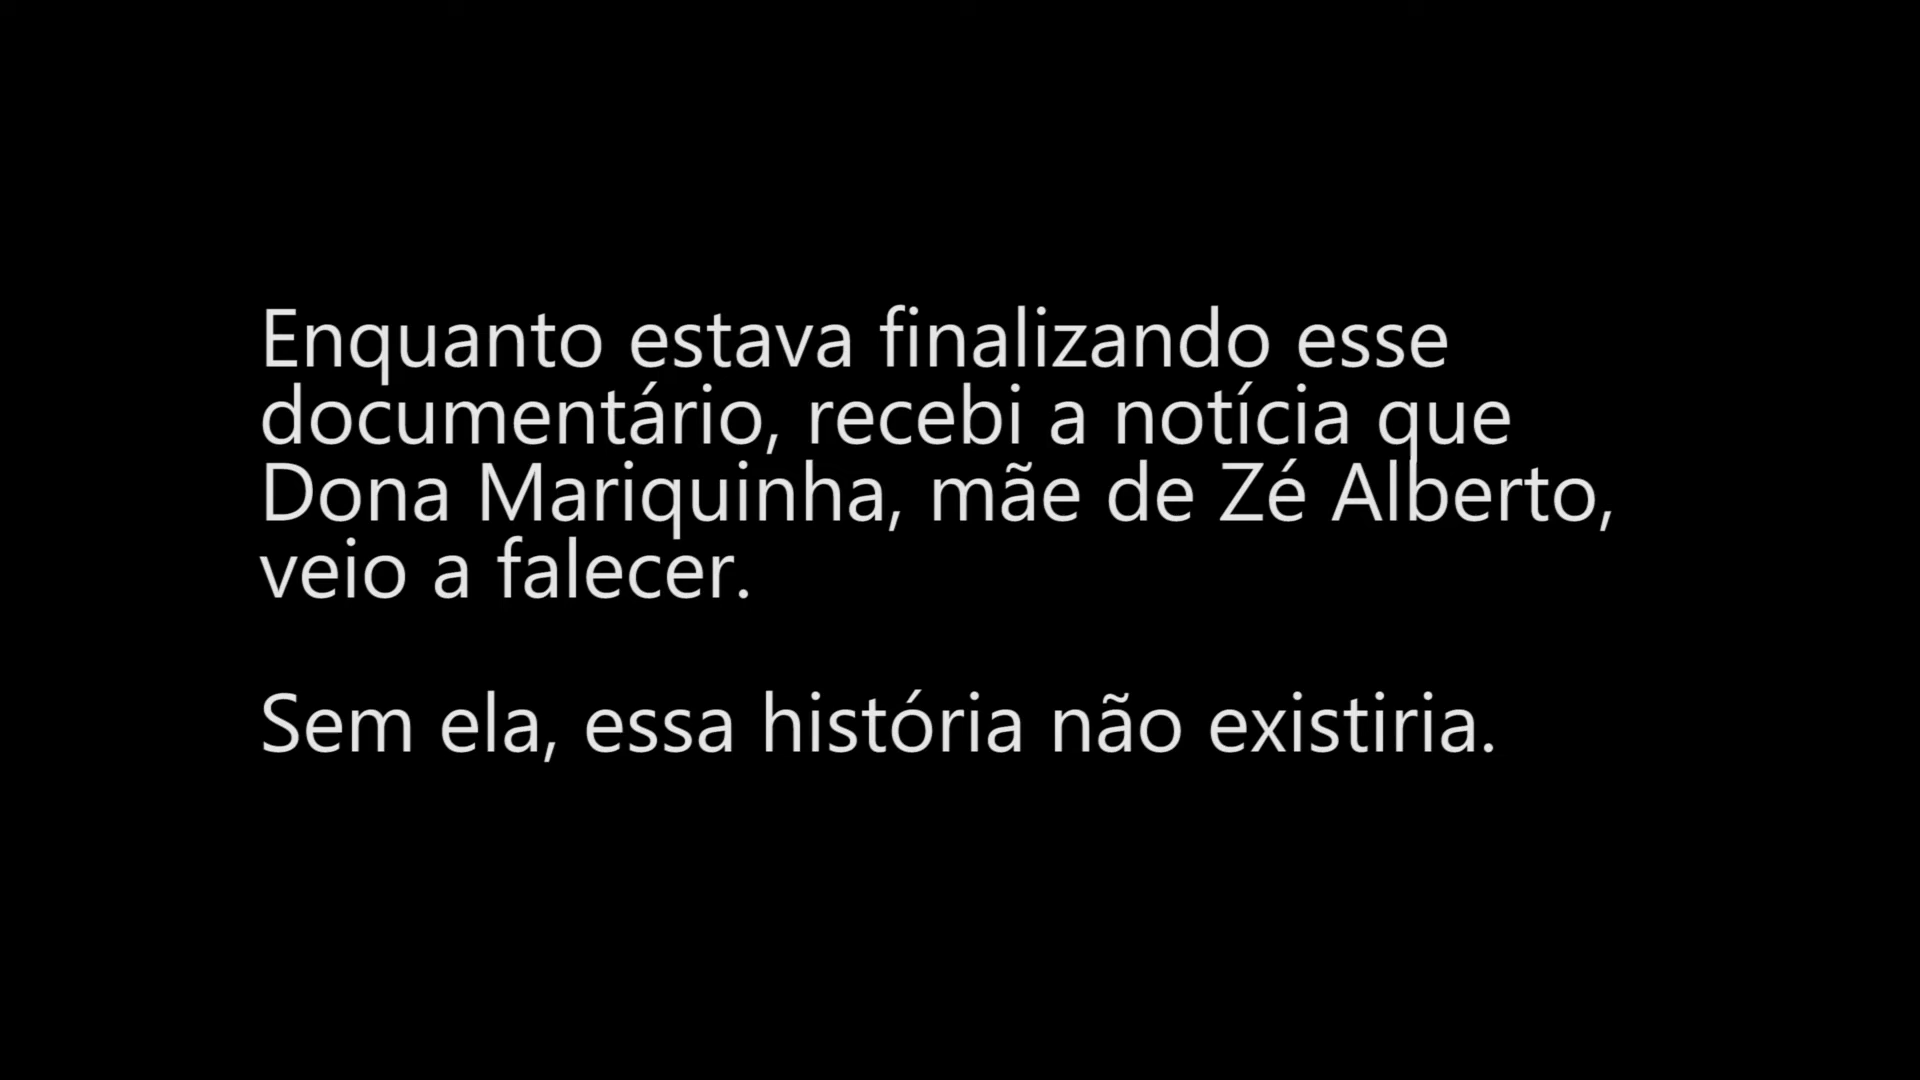 Enquanto estava finalizando esse
documentário, recebi a notícia que
Dona Mariquinha, mãe de Zé Alberto,
veio a falecer.
Sem ela, essa história não existiria.